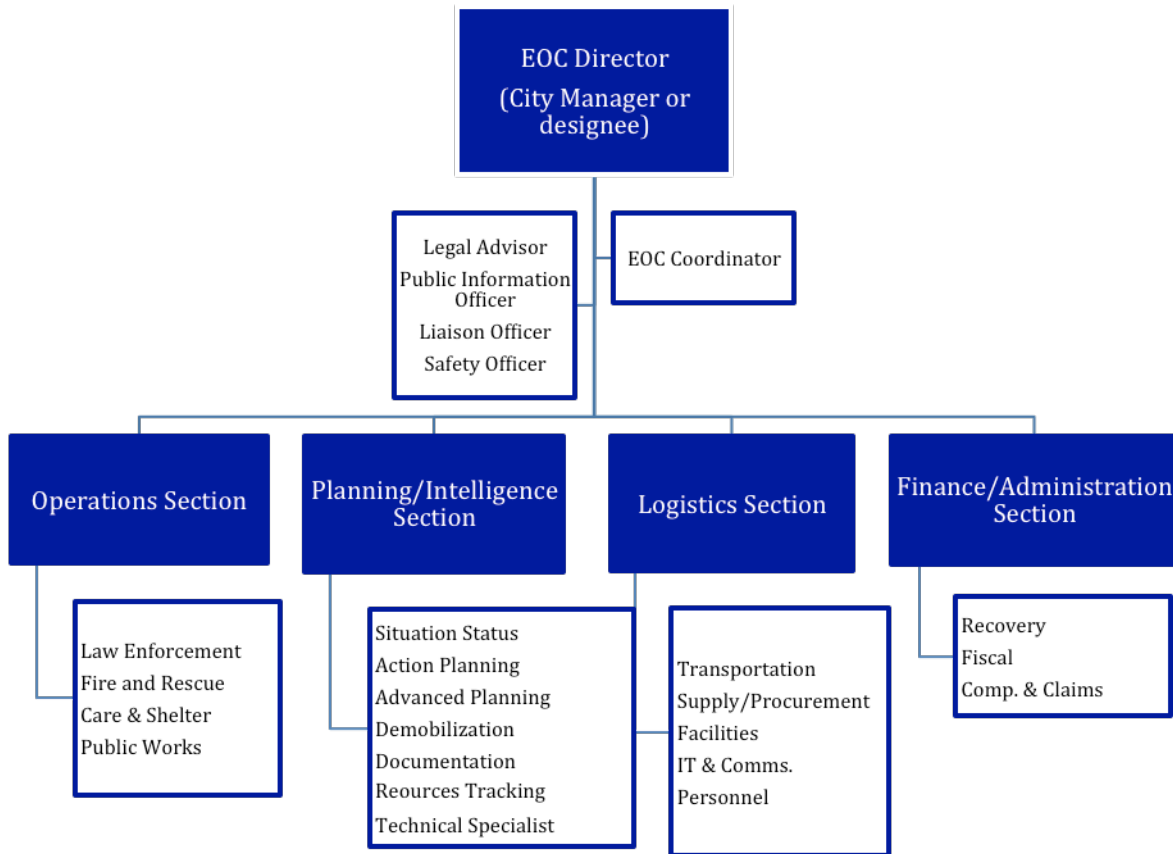 EOC Director
(City Manager or
designee)
Legal Advisor
Public Information
Officer
Liaison Officer
Safety Officer
EOC Coordinator
Operations Section
Planning/Intelligence
Section
Logistics Section
Finance/Administration
Section
Law Enforcement
Fire and Rescue
Care & Shelter
Public Works
Situation Status
Action Planning
Advanced Planning
Demobilization
Documentation
Reources Tracking
Technical Specialist
Transportation
Supply/Procurement
Facilities
IT & Comms.
Personnel
Recovery
Fiscal
Comp. & Claims